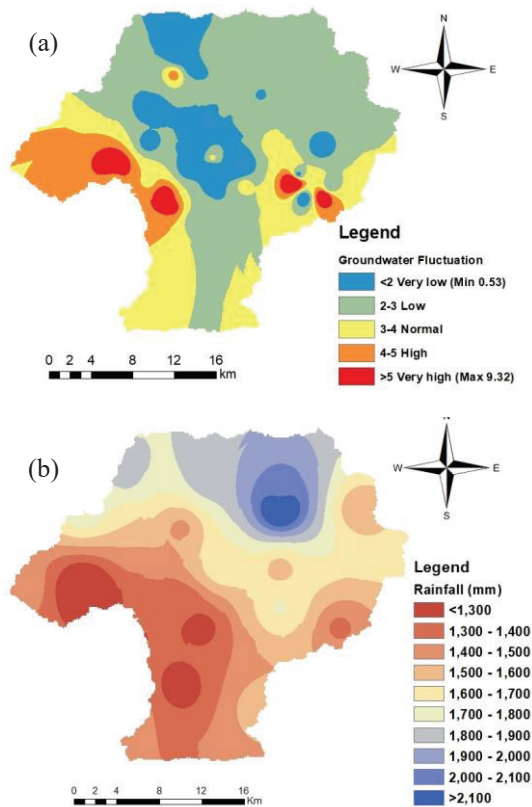 (a)
N
W E
S
Legend
Groundwater Fluctuation
<2 Very low (Min 0.53)
2-3 Low
3-4 Normal
4-5 High
>5 Very high (Max 9.32)
0 2 4 8 12 16
km
(b)
N
W E
S
Legend
Rainfall (mm)
<1,300
1,300 - 1,400
1,400 - 1,500
1,500 - 1,600
1,600 - 1,700
1,700 - 1,800
1,800 - 1,900
1,900 - 2,000
2,000 - 2,100
>2,100
0 2 4 8 12 16
Km